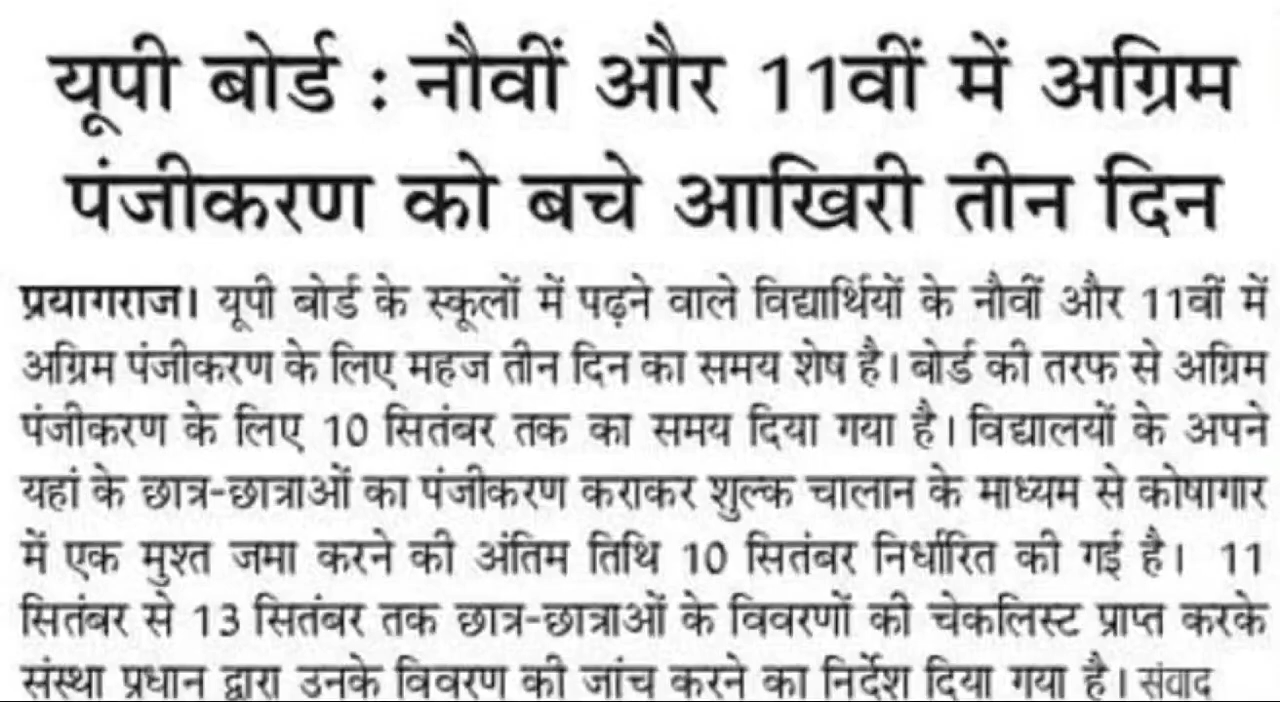 यूपी बोर्ड : नौवीं और 11वीं में अग्रिम
पंजीकरण को बचे आखिरी तीन दिन
प्रयागराज। यूपी बोर्ड के स्कूलों में पढ़ने वाले विद्यार्थियों के नौवीं और 11वीं में
अग्रिम पंजीकरण के लिए महज तीन दिन का समय शेष है। बोर्ड की तरफ से अग्रिम
पंजीकरण के लिए 10 सितंबर तक का समय दिया गया है। विद्यालयों के अपने
यहां के छात्र-छात्राओं का पंजीकरण कराकर शुल्क चालान के माध्यम से कोषागार
में एक मुश्त जमा करने की अंतिम तिथि 10 सितंबर निर्धारित की गई है। 11
सितंबर से 13 सितंबर तक छात्र-छात्राओं के विवरणों की चेकलिस्ट प्राप्त करके
संस्था प्रधान द्वारा उनके विवरण की जांच करने का निर्देश दिया गया है। संवाद